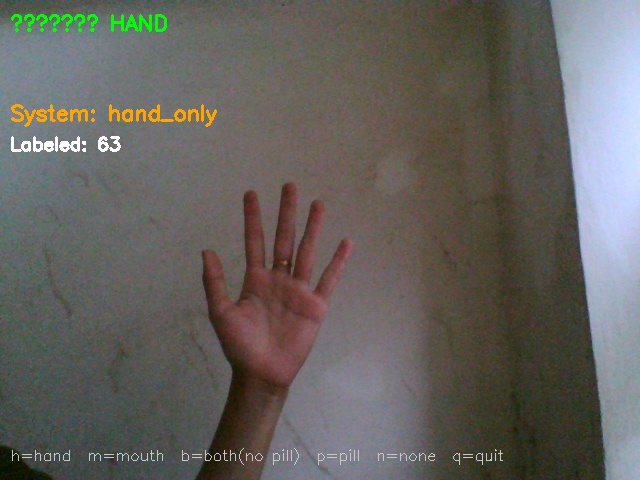 ??????? HAND
System: hand_only
Labeled: 63
h=hand m=mouth b=both(no pill) p=pill n=none q=quit